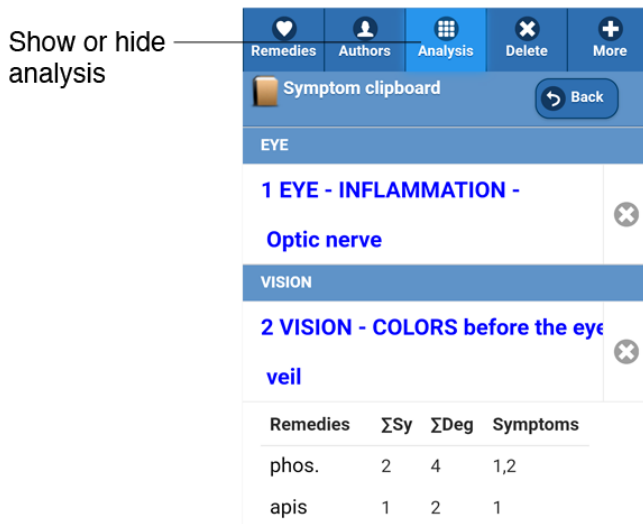 Show or hide
analysis
Remedies Authors Analysis Delete More
Symptom clipboard
Back
EYE
1 EYE - INFLAMMATION -
Optic nerve
VISION
2 VISION - COLORS before the eye
veil
Remedies ∑Sy ∑Deg Symptoms
phos. 2 4 1,2
apis 1 2 1